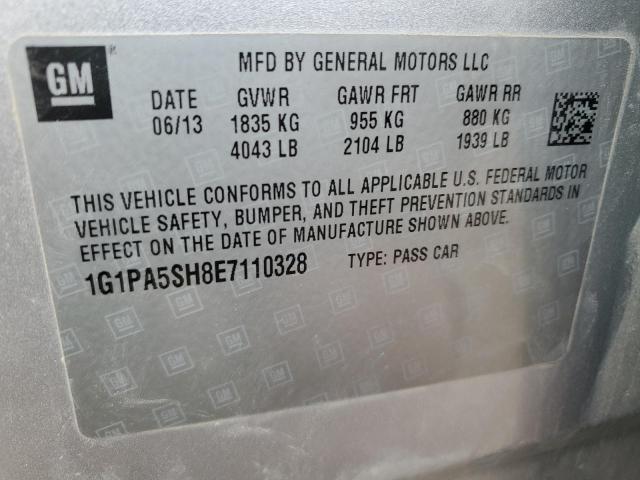 GM
MFD BY GENERAL MOTORS LLC
DATE GVWR GAWR FRT GAWR RR
06/13 1835 KG 955 KG 880 KG
4043 LB 2104 LB 1939 LB
THIS VEHICLE CONFORMS TO ALL APPLICABLE U.S. FEDERAL MOTOR
VEHICLE SAFETY, BUMPER, AND THEFT PREVENTION STANDARDS IN
EFFECT ON THE DATE OF MANUFACTURE SHOWN ABOVE.
1G1PA5SH8E7110328 TYPE: PASS CAR